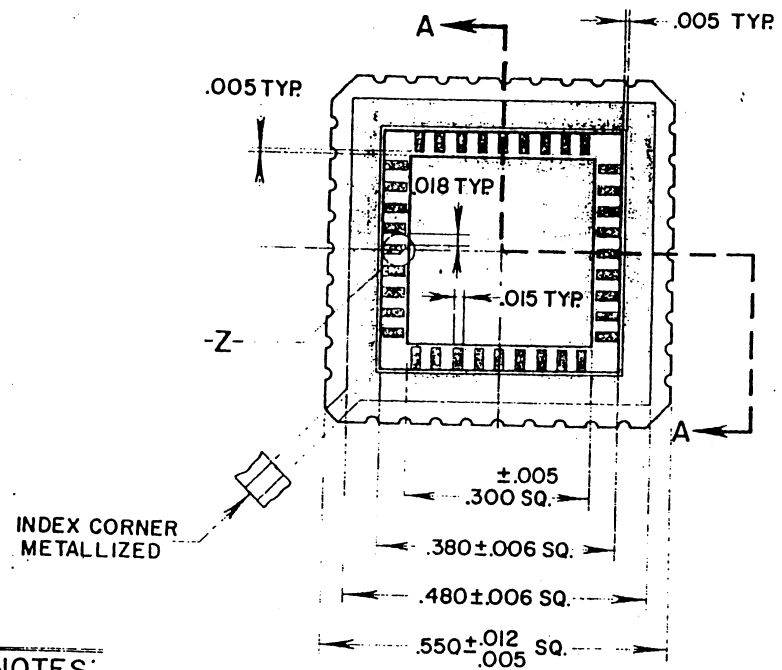 A
.005 TYP.
.005 TYP.
.018 TYP.
.015 TYP.
-Z-
A
±.005
.300 SQ.
INDEX CORNER
METALLIZED
.380±.006 SQ.
.480±.006 SQ.
.550±.012 SQ.
.005
NOTES: